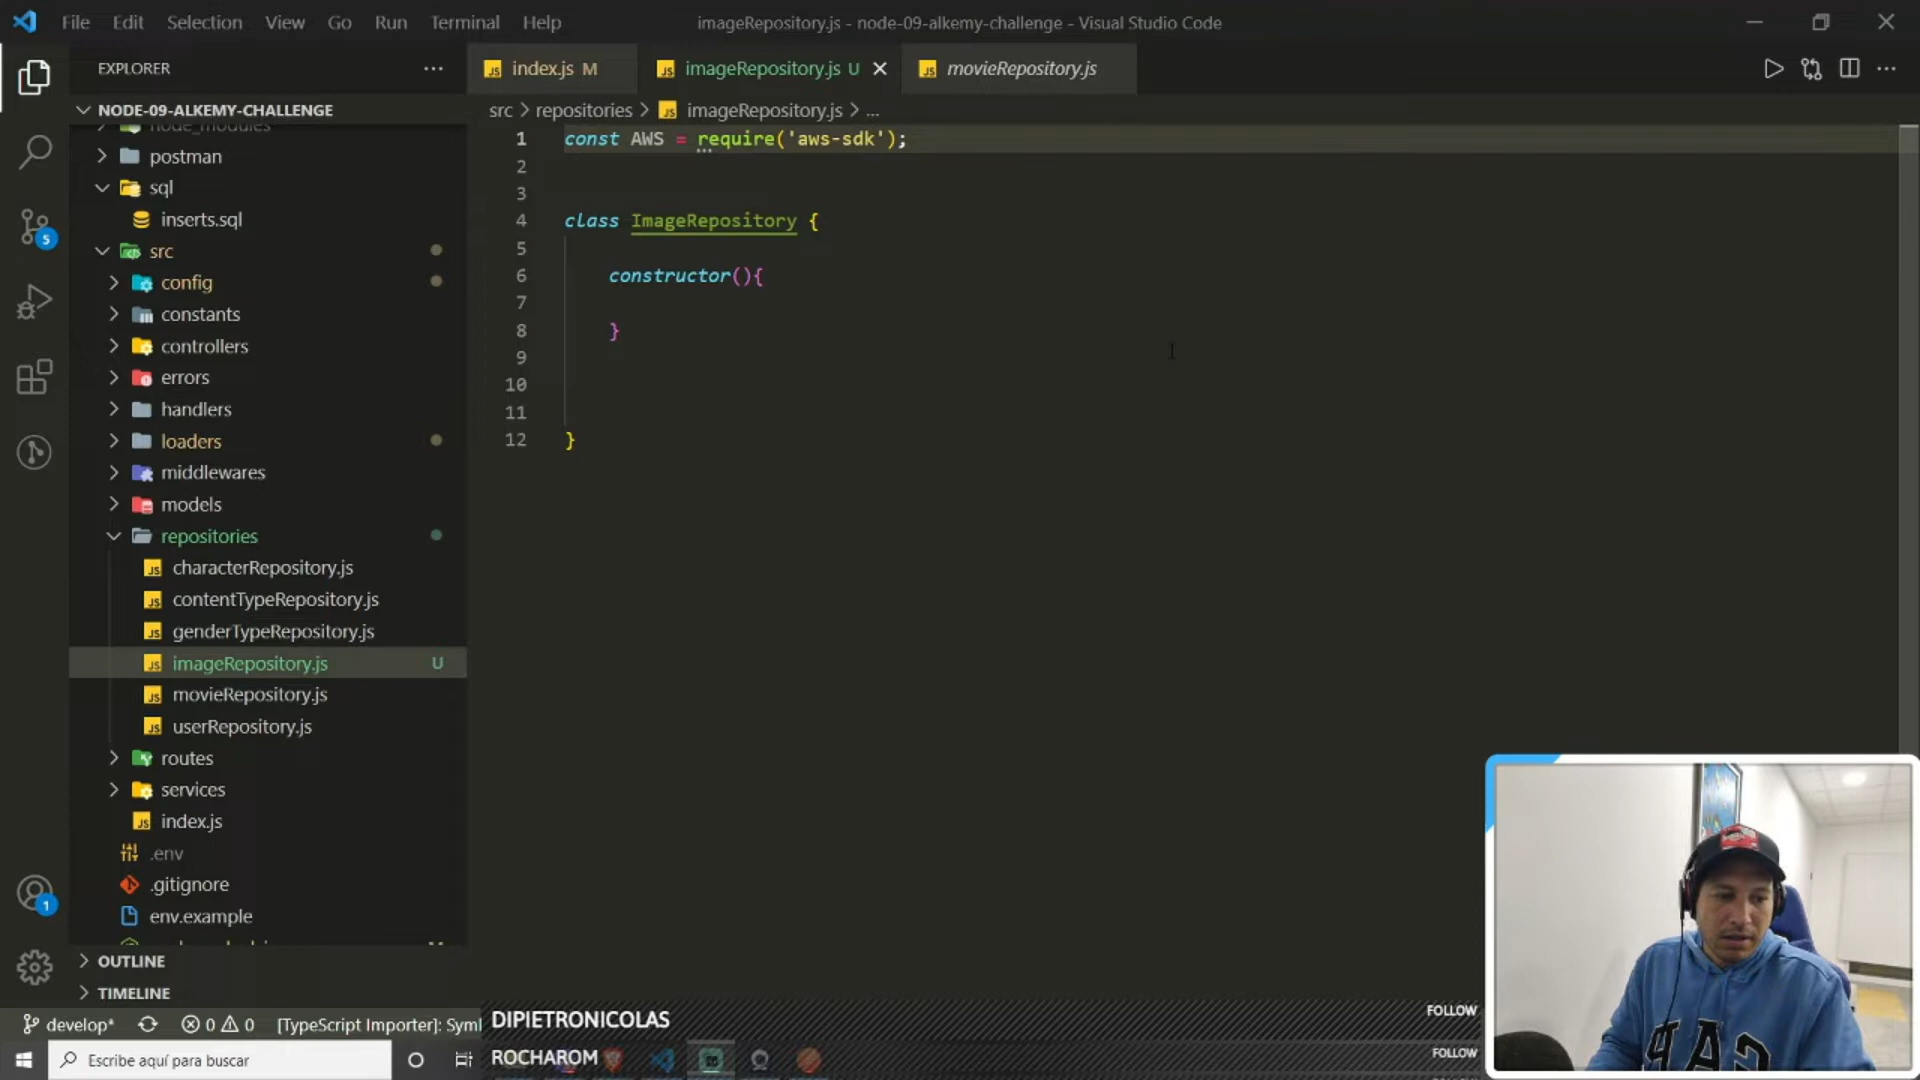 File Edit Selection View Go Run Terminal Help imageRepository.js - node-09-alkemy-challenge - Visual Studio Code
EXPLORER
index.js M
imageRepository.js U
movieRepository.js
NODE-09-ALKEMY-CHALLENGE
src > repositories > imageRepository.js > ...
node_modules
postman
sql
inserts.sql
src
config
constants
controllers
errors
handlers
loaders
middlewares
models
repositories
characterRepository.js
contentTypeRepository.js
genderTypeRepository.js
imageRepository.js U
movieRepository.js
userRepository.js
routes
services
index.js
.env
.gitignore
env.example
OUTLINE
TIMELINE
1 const AWS = require('aws-sdk');
2
3
4 class ImageRepository {
5
6 constructor(){
7
8 }
9
10
11
12 }
5
1
develop* 0 0 [TypeScript Importer]: Syml
DIPIETRONICOLAS FOLLOW
ROCHAROM FOLLOW
Escribe aquí para buscar
GAP